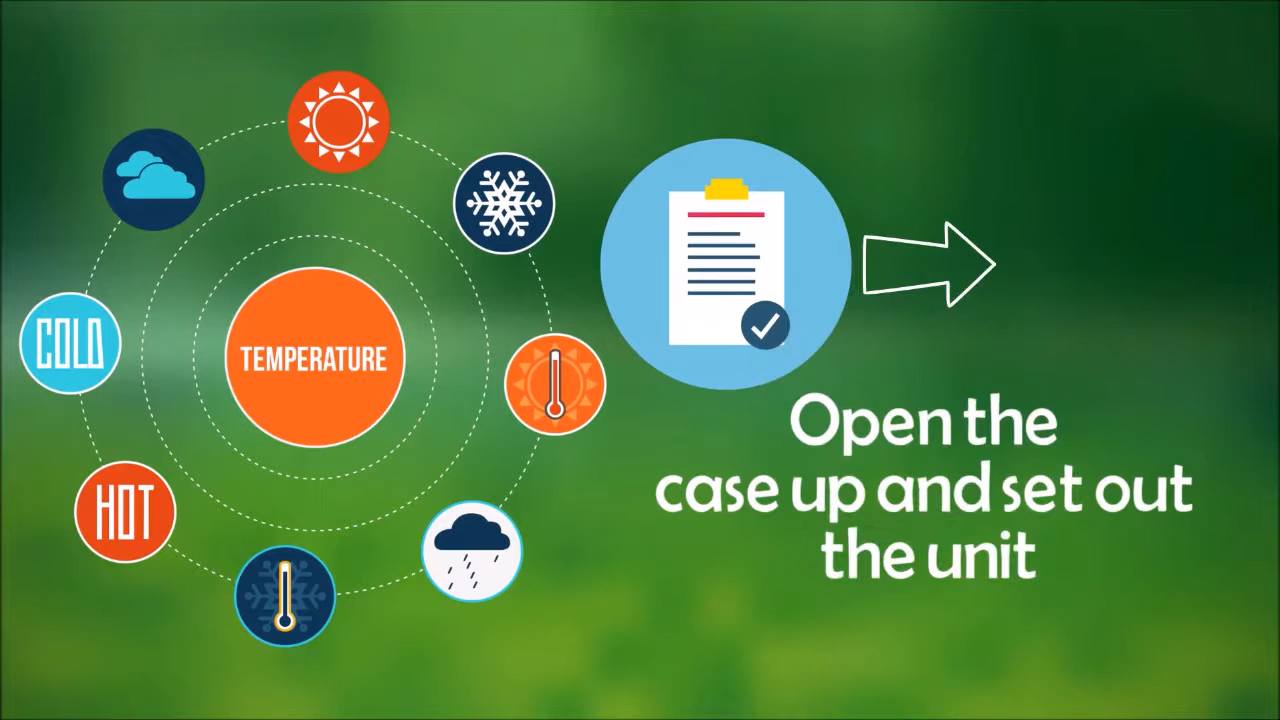 COLD
TEMPERATURE
HOT
Open the
case up and set out
the unit